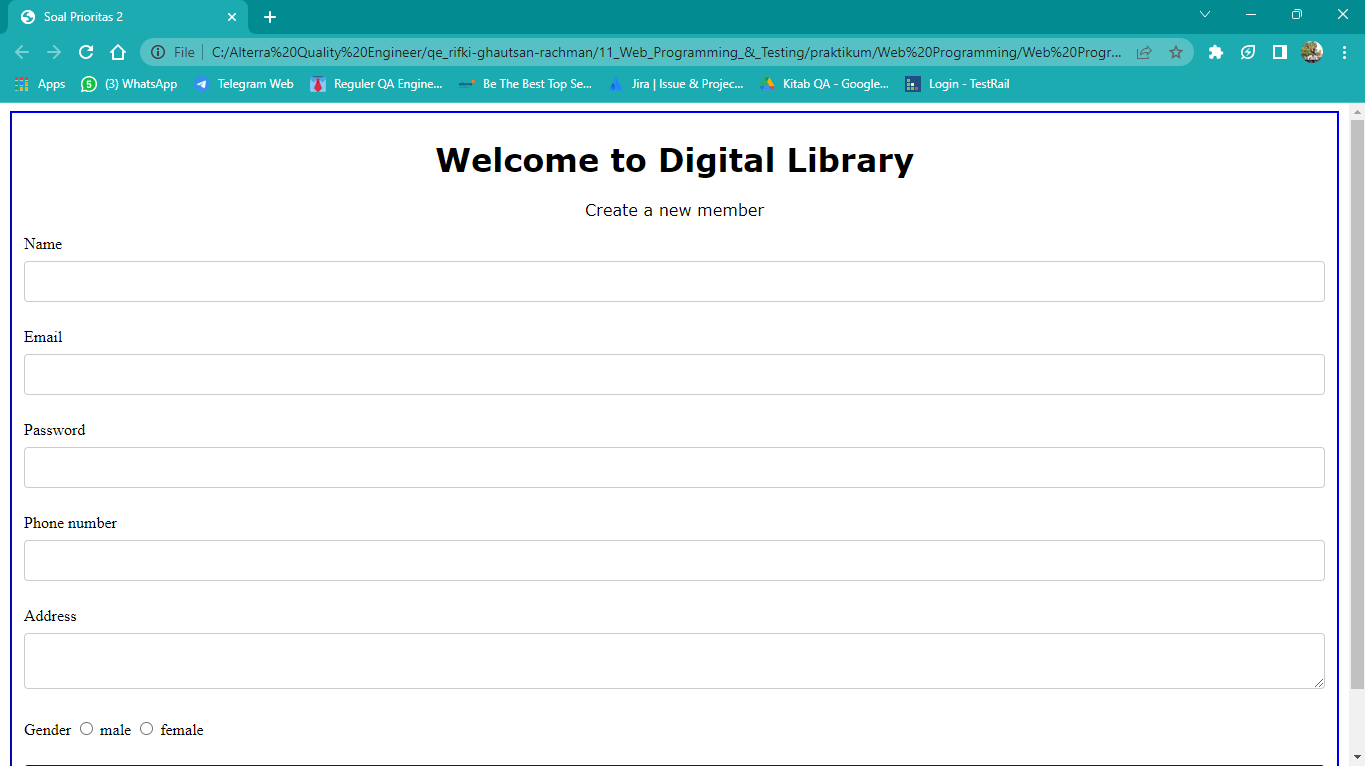 Soal Prioritas 2
File C:/Alterra%20Quality%20Engineer/qe_rifki-ghautsan-rachman/11_Web_Programming_&_Testing/praktikum/Web%20Programming/Web%20Progr...
Apps (3) WhatsApp Telegram Web Reguler QA Engine... Be The Best Top Se... Jira | Issue & Projec... Kitab QA - Google... Login - TestRail
Welcome to Digital Library
Create a new member
Name
Email
Password
Phone number
Address
Gender male female